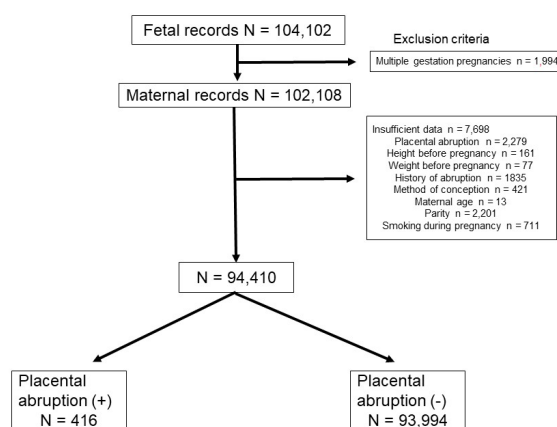 Fetal records N = 104,102
Exclusion criteria
Multiple gestation pregnancies n = 1,994
Maternal records N = 102,108
Insufficient data n = 7,698
Placental abruption n = 2,279
Height before pregnancy n = 161
Weight before pregnancy n = 77
History of abruption n = 1835
Method of conception n = 421
Maternal age n = 13
Parity n = 2,201
Smoking during pregnancy n = 711
N = 94,410
Placental
abruption (+)
N = 416
Placental
abruption (-)
N = 93,994